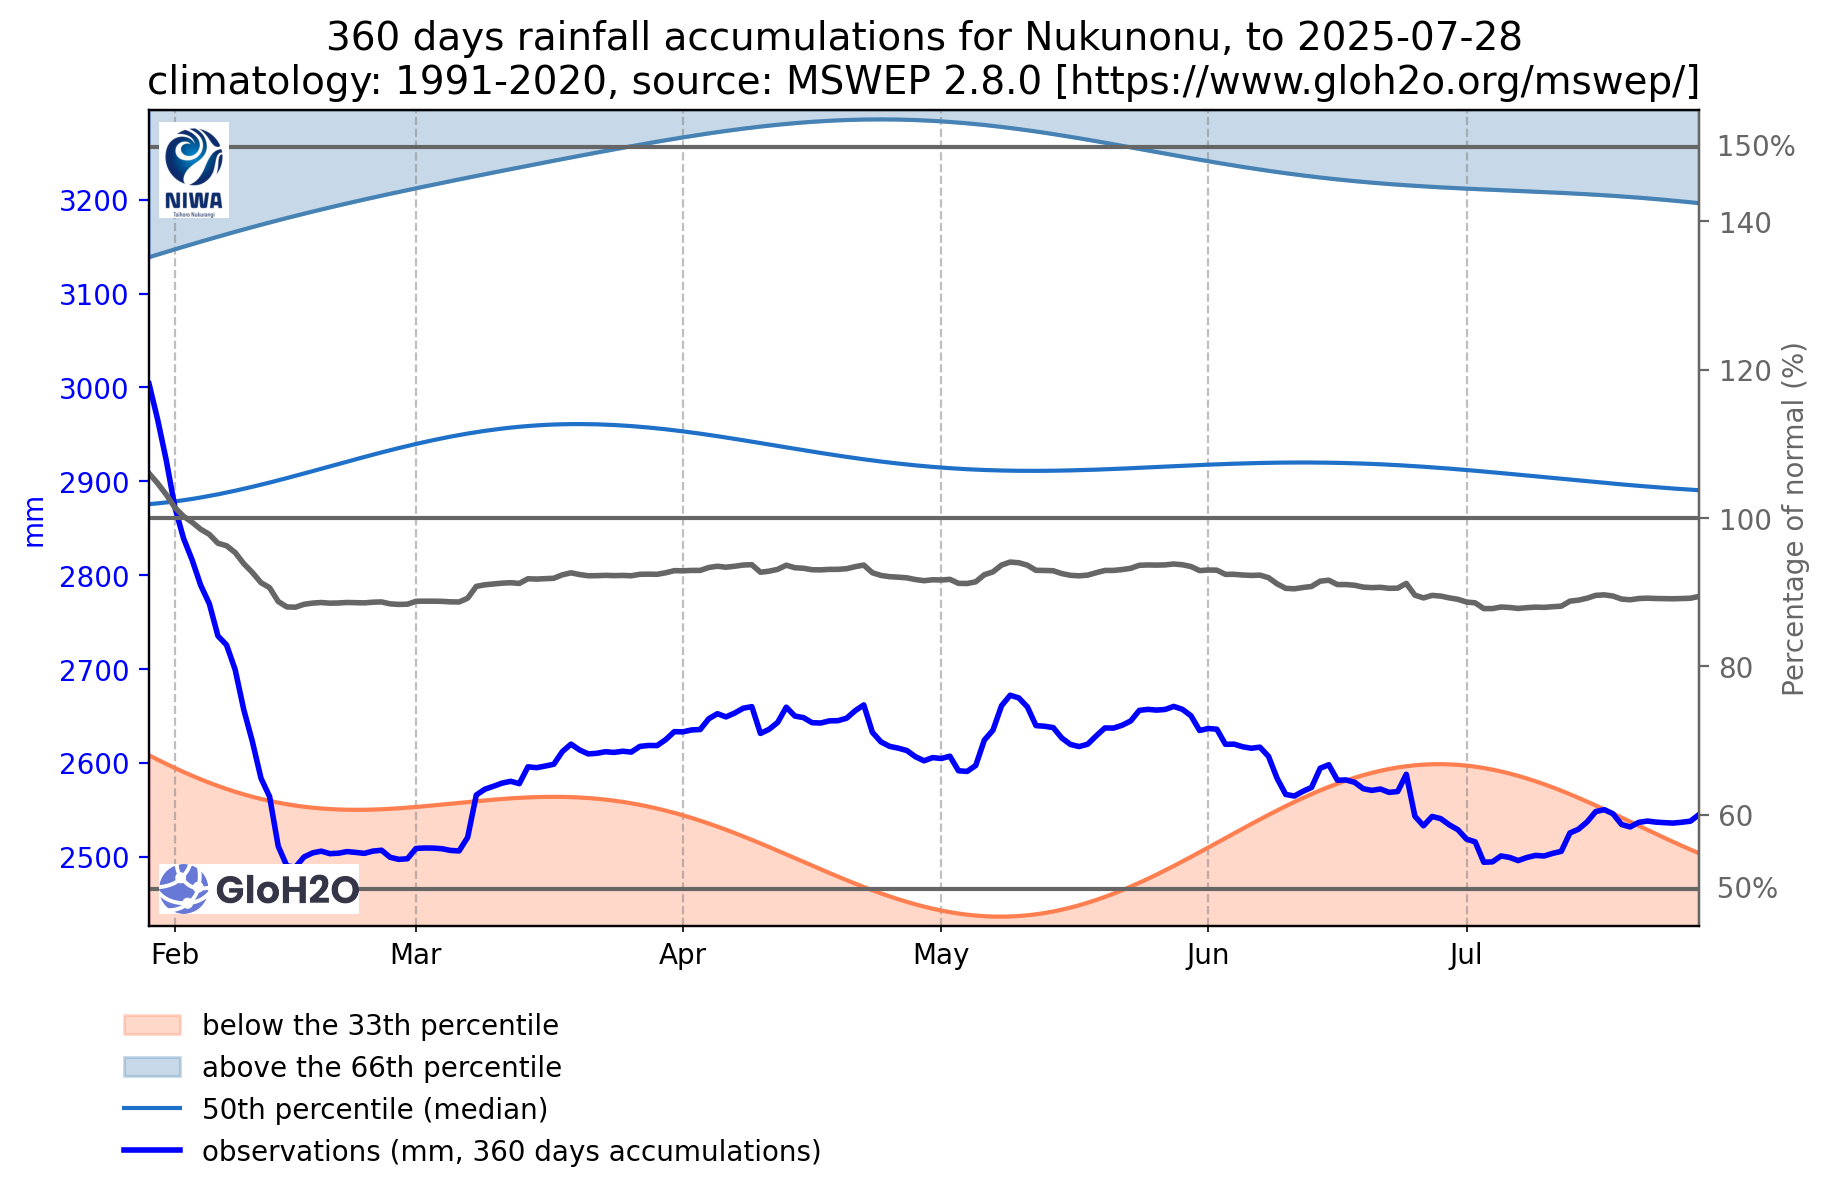 360 days rainfall accumulations for Nukunonu, to 2025-07-28
climatology: 1991-2020, source: MSWEP 2.8.0 [https://www.gloh2o.org/mswep/]
NIWA
Taihoro Nukurangi
3200
3100
3000
2900
2800
2700
2600
2500
mm
150%
140
120
100
80
60
50%
Percentage of normal (%)
GloH2O
Feb Mar Apr May Jun Jul
below the 33th percentile
above the 66th percentile
50th percentile (median)
observations (mm, 360 days accumulations)